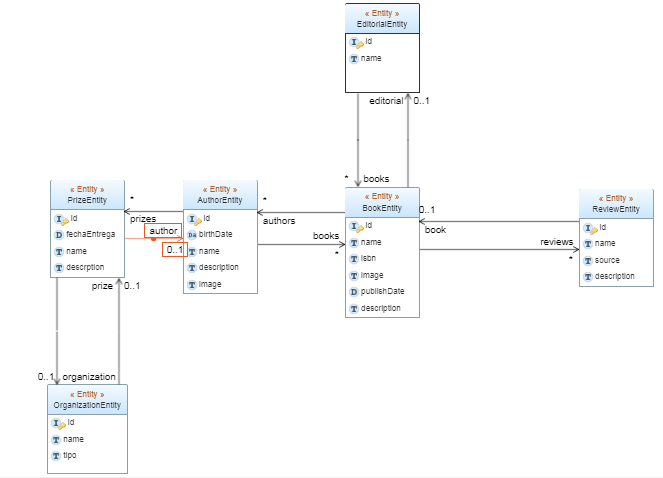 « Entity »
EditorialEntity
id
name
editorial
0..1
*
books
« Entity »
PrizeEntity
id
fechaEntrega
name
description
*
prizes
author
0..1
« Entity »
AuthorEntity
id
birthDate
name
description
image
*
authors
books
*
« Entity »
BookEntity
id
name
isbn
image
publishDate
description
0..1
book
reviews
*
« Entity »
ReviewEntity
id
name
source
description
prize
0..1
0..1
organization
« Entity »
OrganizationEntity
id
name
tipo